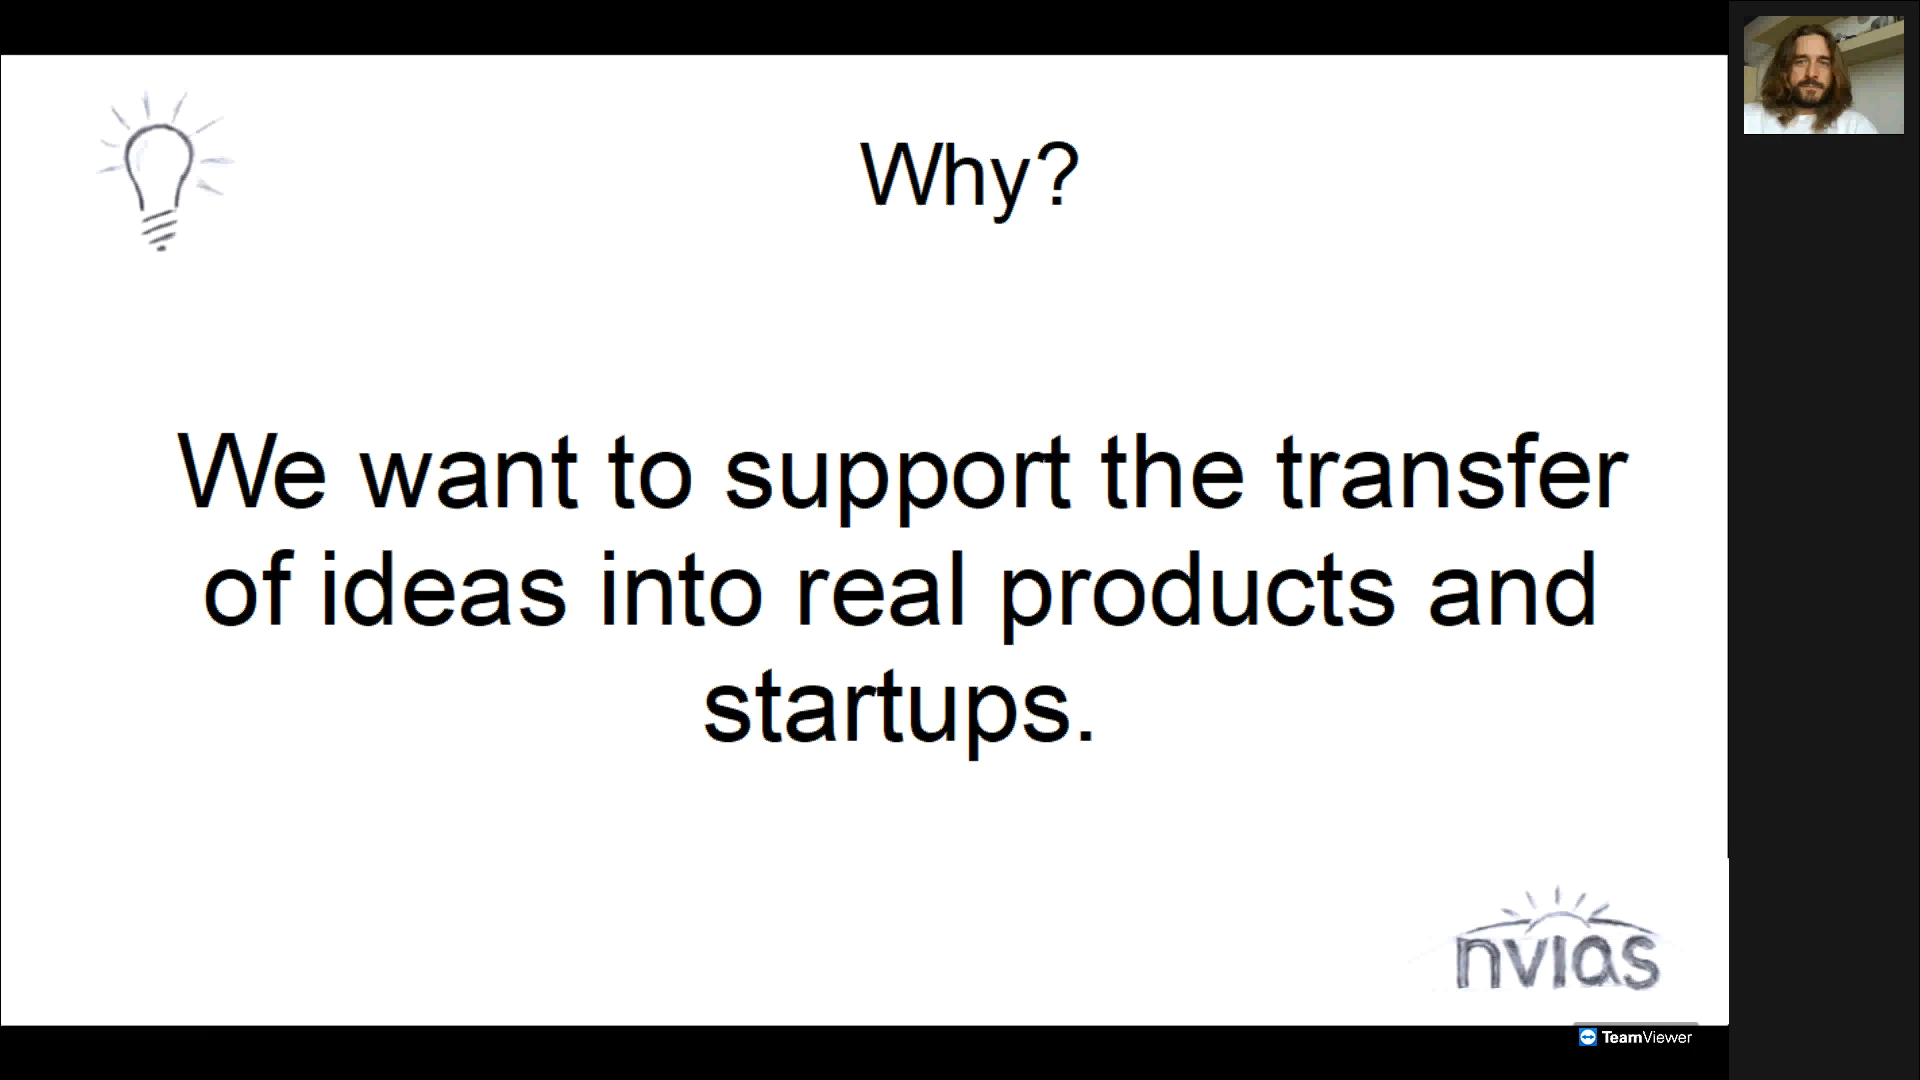 Why?
We want to support the transfer
of ideas into real products and
startups.
nvias
TeamViewer